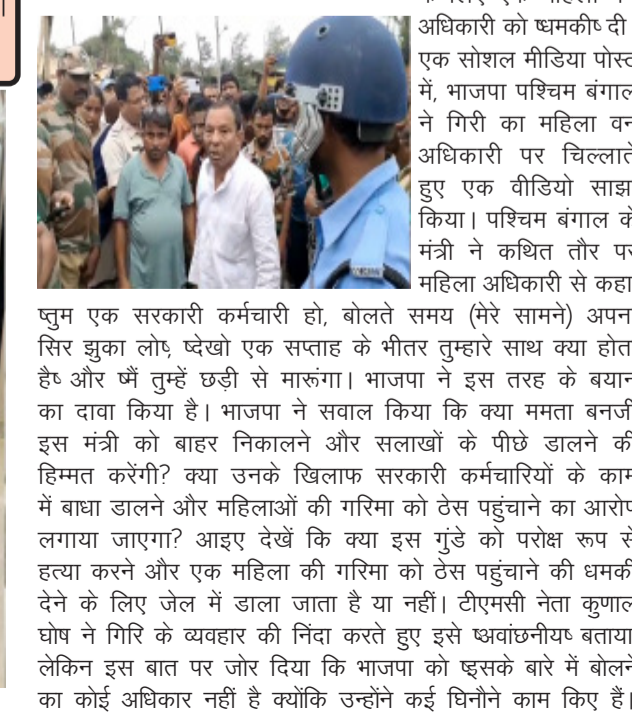 अधिकारी को ष्धमकीष् दी
एक सोशल मीडिया पोस्ट
में, भाजपा पश्चिम बंगाल
ने गिरी का महिला वन
अधिकारी पर चिल्लाते
हुए एक वीडियो साझा
किया। पश्चिम बंगाल के
मंत्री ने कथित तौर पर
महिला अधिकारी से कहा
ष्तुम एक सरकारी कर्मचारी हो, बोलते समय (मेरे सामने) अपन
सिर झुका लोष्, ष्देखो एक सप्ताह के भीतर तुम्हारे साथ क्या होत
हैष् और ष्मैं तुम्हें छड़ी से मारूंगा। भाजपा ने इस तरह के बयान
का दावा किया है। भाजपा ने सवाल किया कि क्या ममता बनर्जी
इस मंत्री को बाहर निकालने और सलाखों के पीछे डालने की
हिम्मत करेंगी? क्या उनके खिलाफ सरकारी कर्मचारियों के काम
में बाधा डालने और महिलाओं की गरिमा को ठेस पहुंचाने का आरोप
लगाया जाएगा? आइए देखें कि क्या इस गुंडे को परोक्ष रूप से
हत्या करने और एक महिला की गरिमा को ठेस पहुंचाने की धमकी
देने के लिए जेल में डाला जाता है या नहीं। टीएमसी नेता कुणाल
घोष ने गिरि के व्यवहार की निंदा करते हुए इसे ष्अवांछनीयष् बताया
लेकिन इस बात पर जोर दिया कि भाजपा को ष्इसके बारे में बोलने
का कोई अधिकार नहीं है क्योंकि उन्होंने कई घिनौने काम किए हैं।